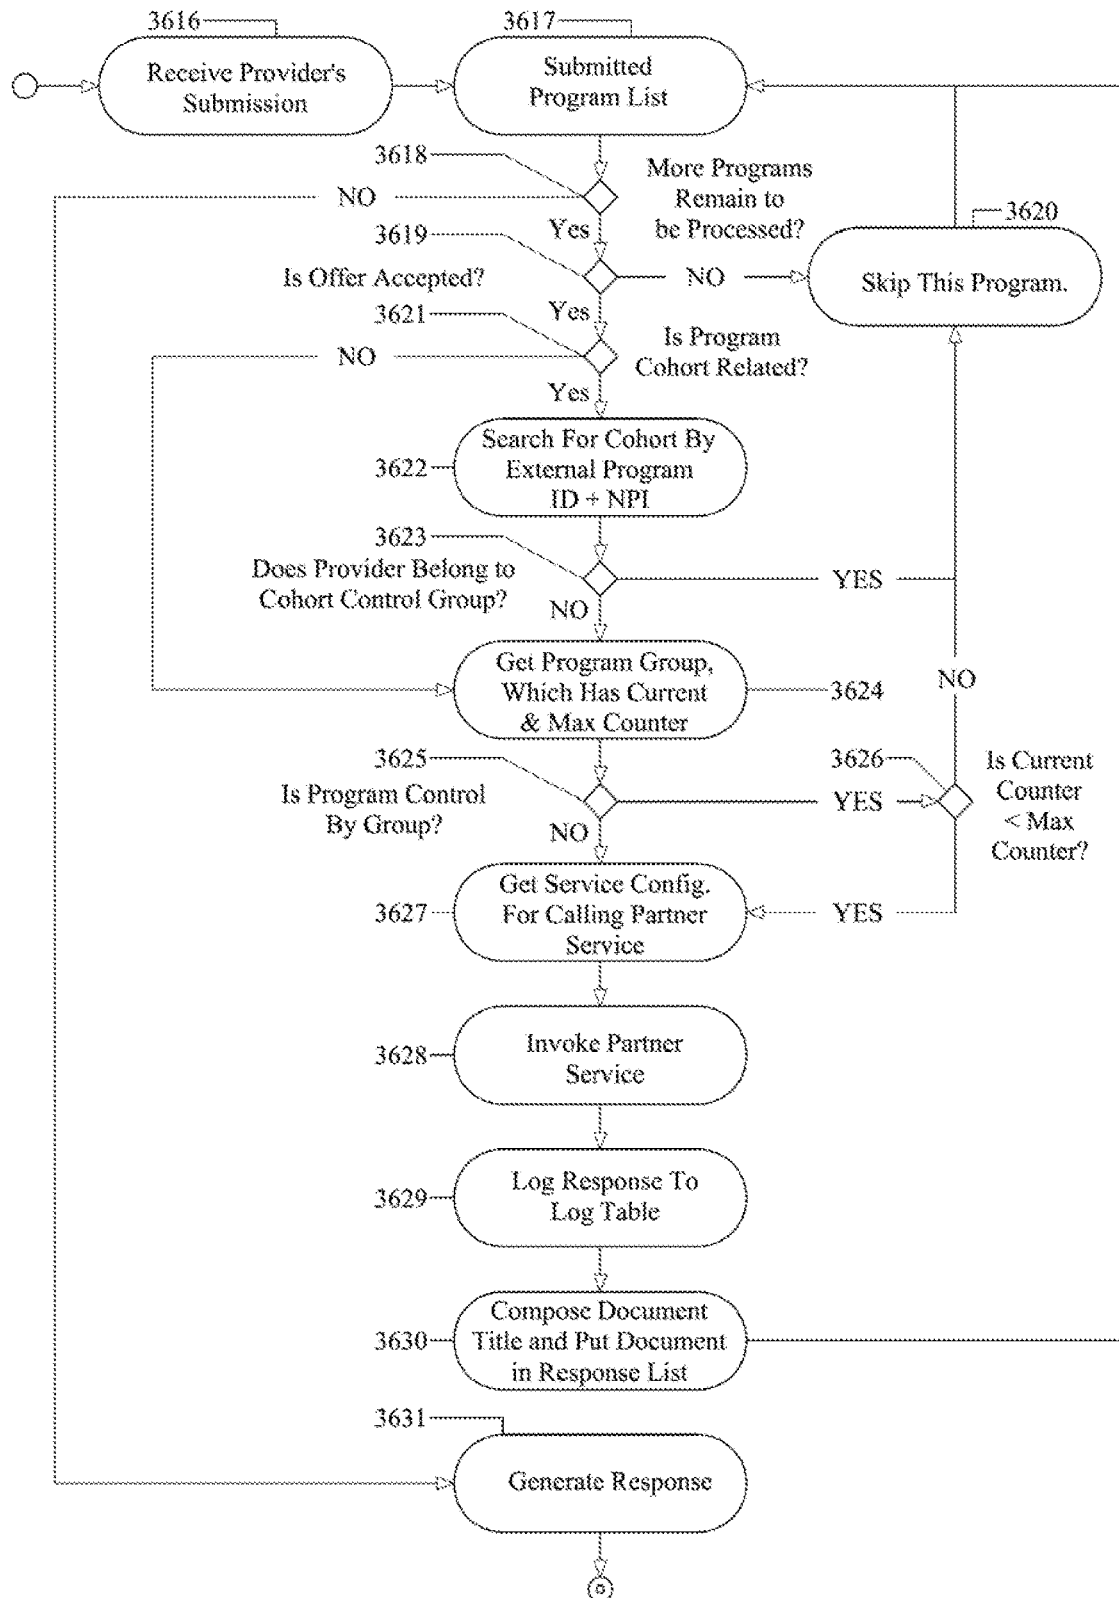 3616
3617
Receive Provider's
Submission
Submitted
Program List
3618
NO
More Programs
Remain to
be Processed?
Yes
3619
Is Offer Accepted?
NO
3620
Skip This Program.
Yes
3621
NO
Is Program
Cohort Related?
Yes
3622
Search For Cohort By
External Program
ID + NPI
3623
Does Provider Belong to
Cohort Control Group?
YES
NO
Get Program Group,
Which Has Current
& Max Counter
3624
NO
3625
Is Program Control
By Group?
YES
3626
Is Current
Counter
< Max
Counter?
NO
3627
Get Service Config.
For Calling Partner
Service
YES
3628
Invoke Partner
Service
3629
Log Response To
Log Table
3630
Compose Document
Title and Put Document
in Response List
3631
Generate Response